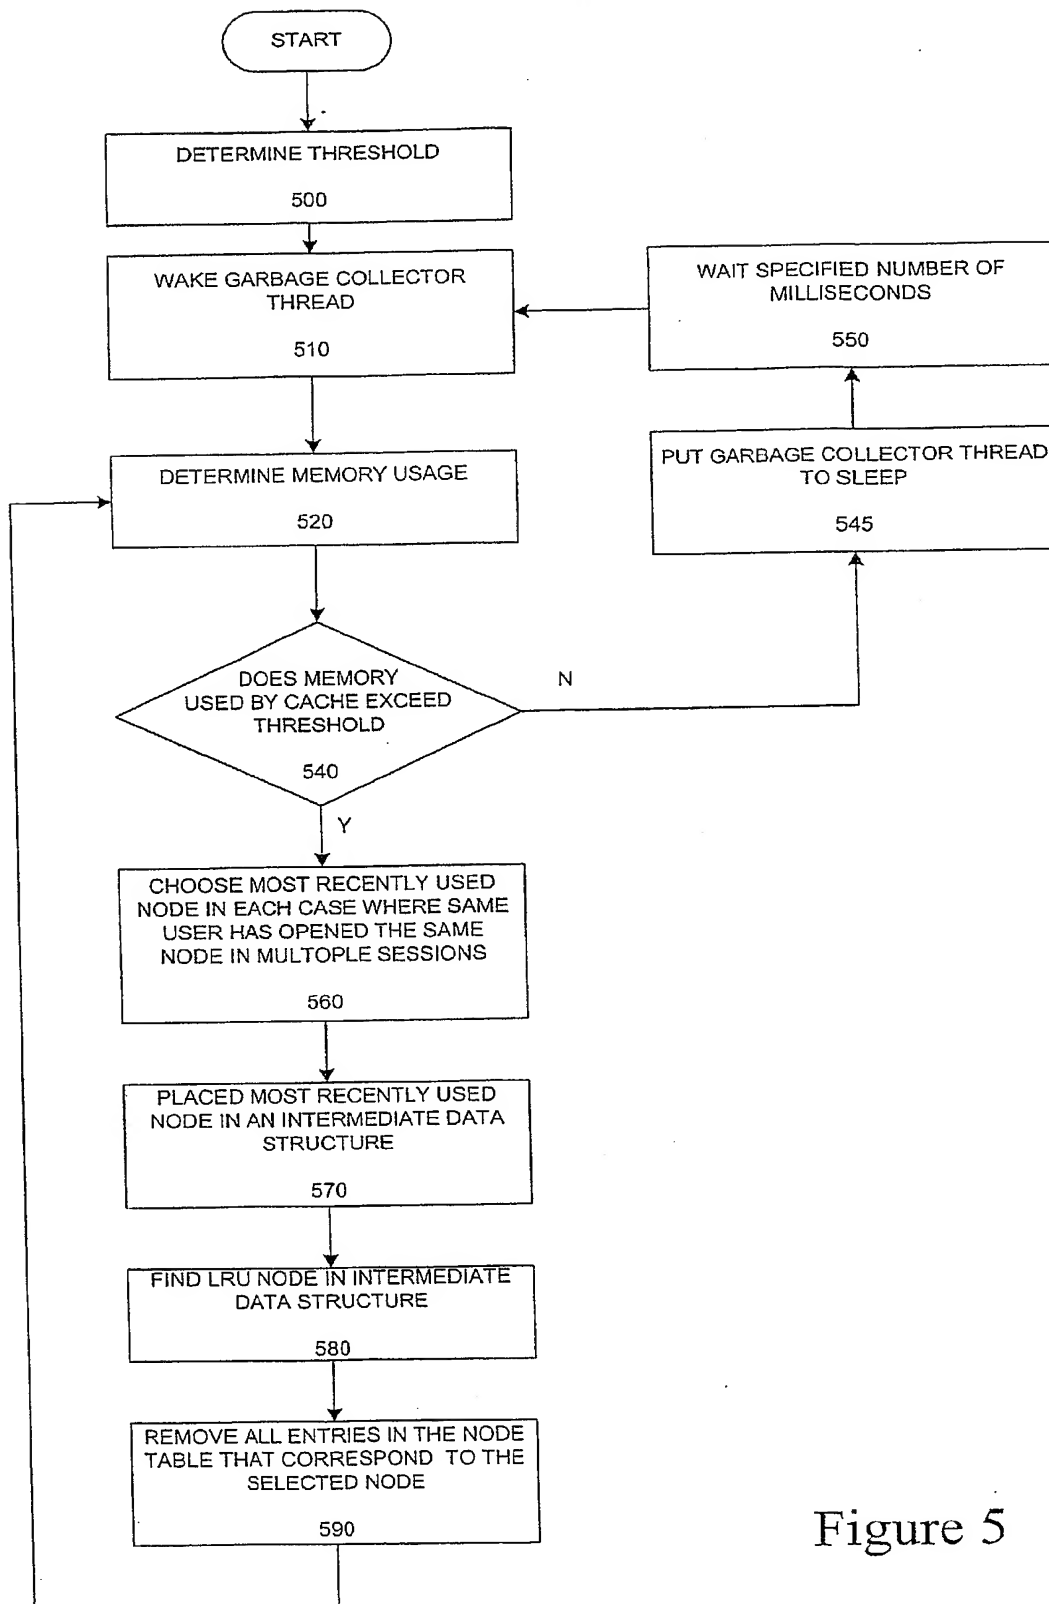 START
DETERMINE THRESHOLD
500
WAKE GARBAGE COLLECTOR
THREAD
510
WAIT SPECIFIED NUMBER OF
MILLISECONDS
550
DETERMINE MEMORY USAGE
520
PUT GARBAGE COLLECTOR THREAD
TO SLEEP
545
DOES MEMORY
USED BY CACHE EXCEED
THRESHOLD
540
N
Y
CHOOSE MOST RECENTLY USED
NODE IN EACH CASE WHERE SAME
USER HAS OPENED THE SAME
NODE IN MULTOPLE SESSIONS
560
PLACED MOST RECENTLY USED
NODE IN AN INTERMEDIATE DATA
STRUCTURE
570
FIND LRU NODE IN INTERMEDIATE
DATA STRUCTURE
580
REMOVE ALL ENTRIES IN THE NODE
TABLE THAT CORRESPOND TO THE
SELECTED NODE
590
Figure 5